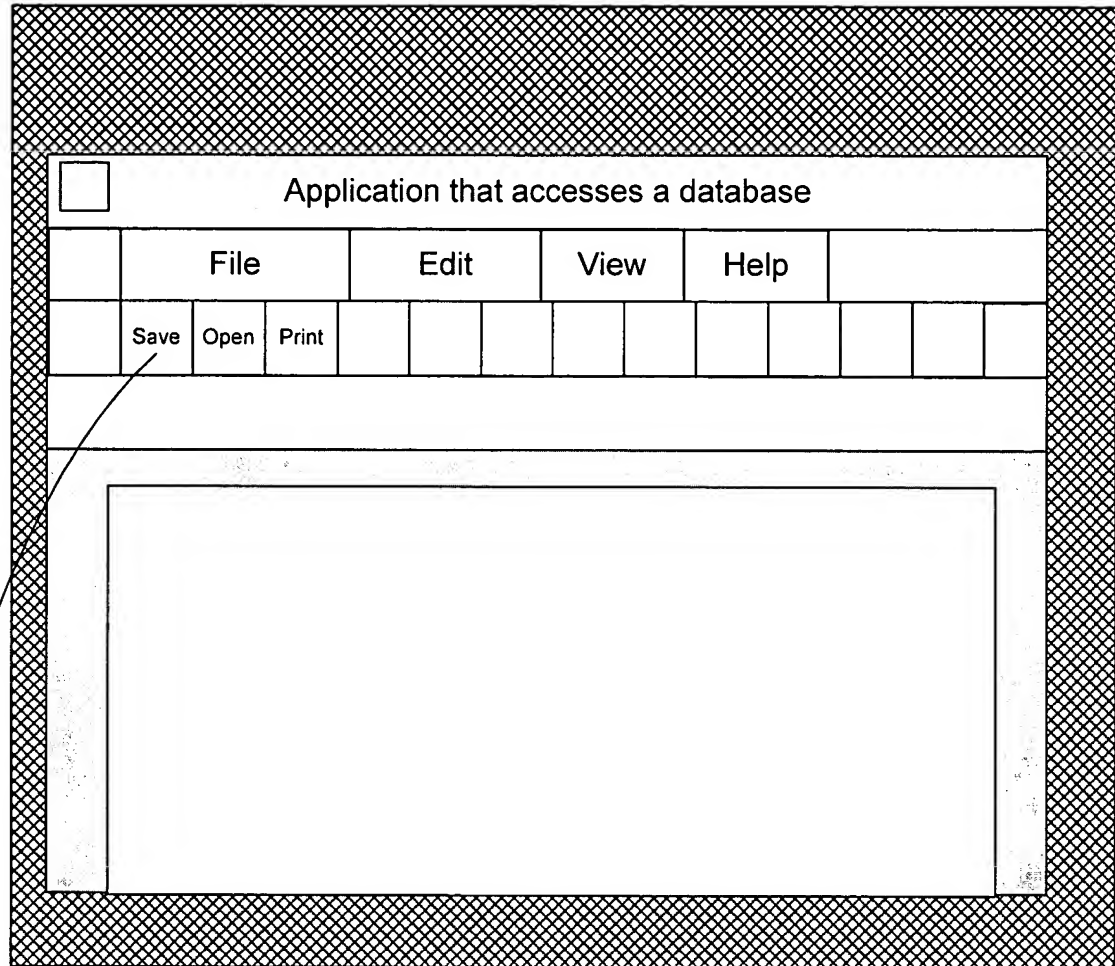 Application that accesses a database
File Edit View Help
Save Open Print